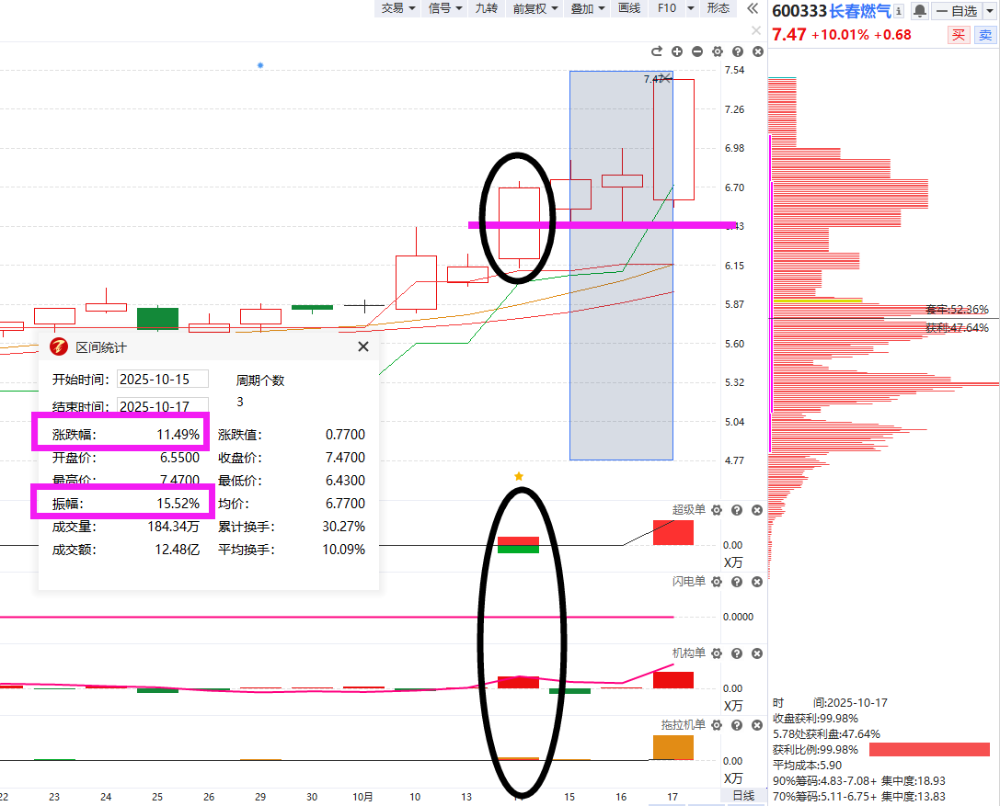 交易 信号 九转 前复权 叠加 画线 F10 形态
600333长春燃气 自选
7.47 +10.01% +0.68 买 卖
7.54
7.47
7.26
6.98
6.70
6.15
5.87
5.60
5.32
5.04
4.77
套牢:52.36%
获利:47.64%
区间统计
开始时间: 2025-10-15 周期个数
结束时间: 2025-10-17 3
涨跌幅: 11.49% 涨跌值: 0.7700
开盘价: 6.5500 收盘价: 7.4700
最高价: 7.4700 最低价: 6.4300
振幅: 15.52% 均价: 6.7700
成交量: 184.34万 累计换手: 30.27%
成交额: 12.48亿 平均换手: 10.09%
超级单
0.00
X万
闪电单
0.0000
机构单
0.00
X万
拖拉机单
0.00
X万
22 23 24 25 26 29 30 10月 10 13 15 16 17 日线
时 间:2025-10-17
收盘获利:99.98%
5.78处获利盘:47.64%
获利比例:99.98%
平均成本:5.90
90%筹码:4.83-7.08+ 集中度:18.93
70%筹码:5.11-6.75+ 集中度:13.83